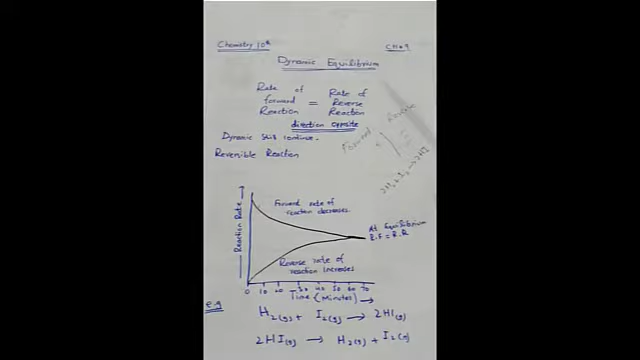 Chemistry 10th
CH # 9
Dynamic Equilibrium
Rate of forward Reaction = Rate of Reverse Reaction
direction opposite
Dynamic still continue.
Reversible Reaction
Forward
Reverse
Reaction Rate
Forward rate of
reaction decreases.
At Equilibrium
R.F = R.R
Reverse rate of
reaction increases
0 10 20 30 40 50 60 70
Time (Minutes)
e.g
H2(g) + I2(g) → 2HI(g)
2HI(g) → H2(g) + I2(g)